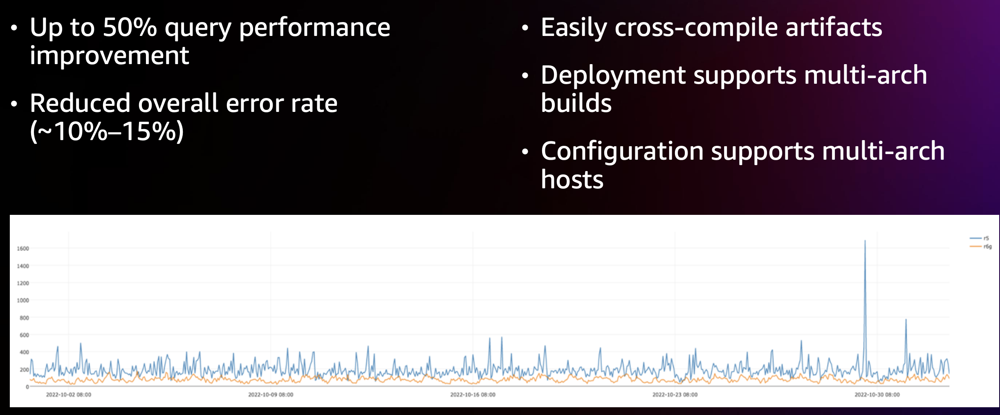 • Up to 50% query performance
improvement
• Reduced overall error rate
(~10%–15%)
• Easily cross-compile artifacts
• Deployment supports multi-arch
builds
• Configuration supports multi-arch
hosts
r5
r6g
1600
1400
1200
1000
800
600
400
200
0
2022-10-02 08:00
2022-10-09 08:00
2022-10-16 08:00
2022-10-23 08:00
2022-10-30 08:00